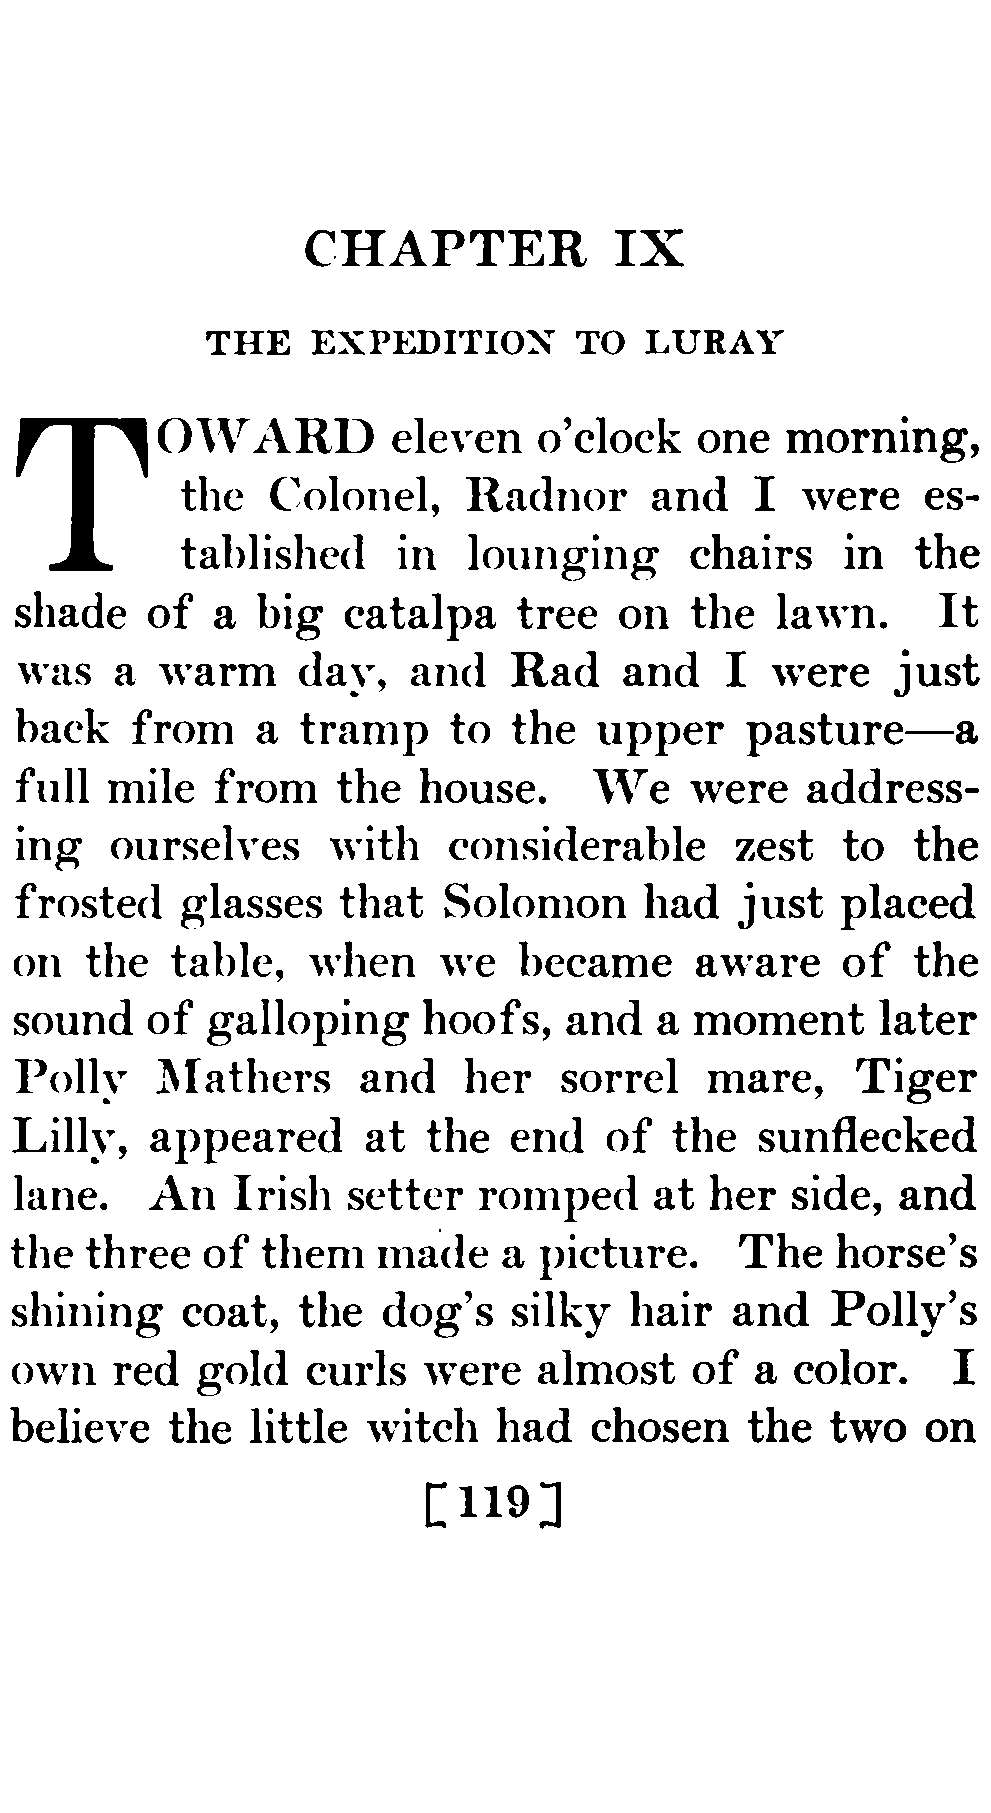 CHAPTER IX
THE EXPEDITION TO LURAY
TOWARD eleven o'clock one morning,
the Colonel, Radnor and I were es-
tablished in lounging chairs in the
shade of a big catalpa tree on the lawn. It
was a warm day, and Rad and I were just
back from a tramp to the upper pasture—a
full mile from the house. We were address-
ing ourselves with considerable zest to the
frosted glasses that Solomon had just placed
on the table, when we became aware of the
sound of galloping hoofs, and a moment later
Polly Mathers and her sorrel mare, Tiger
Lilly, appeared at the end of the sunflecked
lane. An Irish setter romped at her side, and
the three of them made a picture. The horse's
shining coat, the dog's silky hair and Polly's
own red gold curls were almost of a color. I
believe the little witch had chosen the two on
[119]